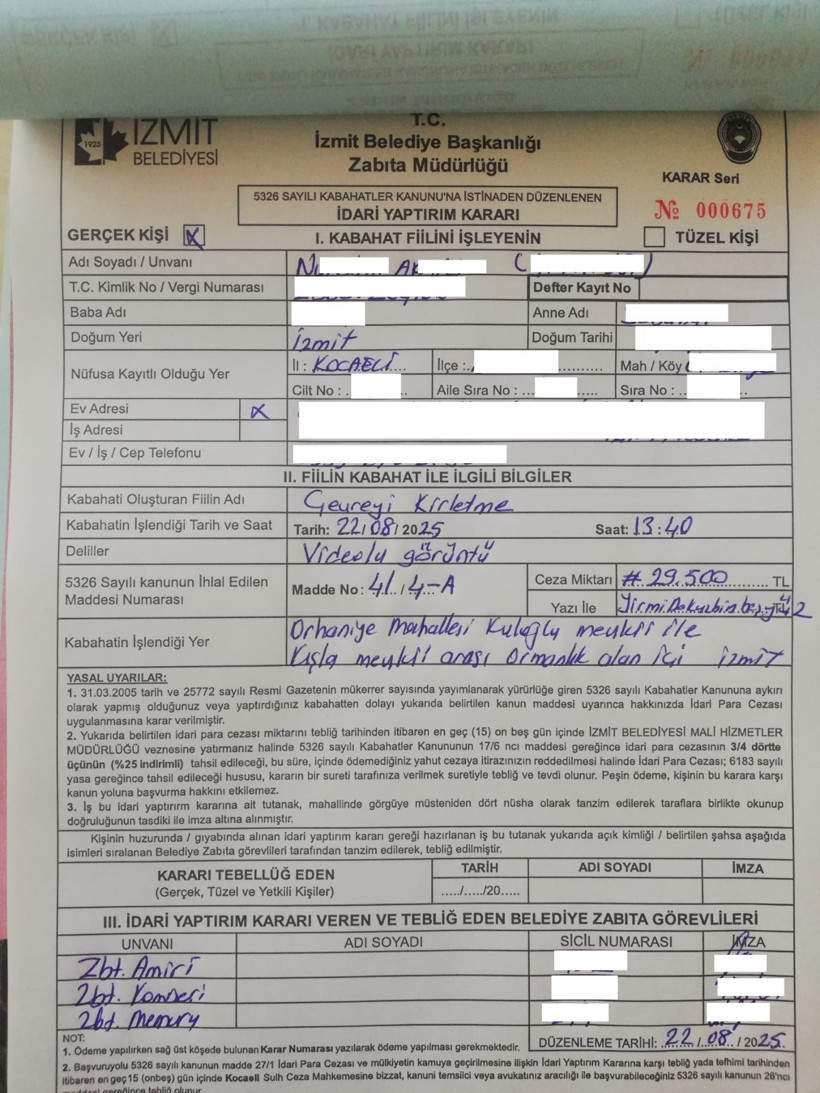 T.C.
İZMİT
BELEDİYESİ
1923
İzmit Belediye Başkanlığı
Zabıta Müdürlüğü
KARAR Seri
№ 000675
5326 SAYILI KABAHATLER KANUNU'NA İSTİNADEN DÜZENLENEN
İDARİ YAPTIRIM KARARI
GERÇEK KİŞİ X I. KABAHAT FİİLİNİ İŞLEYENİN TÜZEL KİŞİ
Adı Soyadı / Unvanı
T.C. Kimlik No / Vergi Numarası Defter Kayıt No
Baba Adı Anne Adı
Doğum Yeri İzmit Doğum Tarihi
Nüfusa Kayıtlı Olduğu Yer İl : KOCAELİ İlçe : Mah / Köy
Cilt No : Aile Sıra No : Sıra No :
Ev Adresi X
İş Adresi
Ev / İş / Cep Telefonu
II. FİİLİN KABAHAT İLE İLGİLİ BİLGİLER
Kabahati Oluşturan Fiilin Adı Çevreyi Kirletme
Kabahatin İşlendiği Tarih ve Saat Tarih: 22/08/2025 Saat: 13:40
Deliller Videolu görüntü
5326 Sayılı kanunun İhlal Edilen Maddesi Numarası Madde No: 41/4-A Ceza Miktarı # 29.500 TL
Yazı İle
Kabahatin İşlendiği Yer Orhaniye Mahallesi Kuloğlu mevkii ile
Kışla mevkii arası Ormanlık alan içi İzmit
YASAL UYARILAR:
1. 31.03.2005 tarih ve 25772 sayılı Resmi Gazetenin mükerrer sayısında yayımlanarak yürürlüğe giren 5326 sayılı Kabahatler Kanununa aykırı
olarak yapmış olduğunuz veya yaptırdığınız kabahatten dolayı yukarıda belirtilen kanun maddesi uyarınca hakkınızda İdari Para Cezası
uygulanmasına karar verilmiştir.
2. Yukarıda belirtilen idari para cezası miktarını tebliğ tarihinden itibaren en geç (15) on beş gün içinde İZMİT BELEDİYESİ MALİ HİZMETLER
MÜDÜRLÜĞÜ veznesine yatırmanız halinde 5326 sayılı Kabahatler Kanununun 17/6 ncı maddesi gereğince idari para cezasının 3/4 dörtte
üçünün (%25 indirimli) tahsil edileceği, bu süre, içinde ödemediğiniz yahut cezaya itirazınızın reddedilmesi halinde İdari Para Cezası; 6183 sayılı
yasa gereğince tahsil edileceği hususu, kararın bir sureti tarafınıza verilmek suretiyle tebliğ ve tevdi olunur. Peşin ödeme, kişinin bu karara karşı
kanun yoluna başvurma hakkını etkilemez.
3. İş bu idari yaptırım kararına ait tutanak, mahallinde görgüye müsteniden dört nüsha olarak tanzim edilerek taraflara birlikte okunup
doğruluğunun tasdiki ile imza altına alınmıştır.
Kişinin huzurunda / gıyabında alınan idari yaptırım kararı gereği hazırlanan iş bu tutanak yukarıda açık kimliği / belirtilen şahsa aşağıda
isimleri sıralanan Belediye Zabıta görevlileri tarafından tanzim edilerek, tebliğ edilmiştir.
KARARI TEBELLÜĞ EDEN TARİH ADI SOYADI İMZA
(Gerçek, Tüzel ve Yetkili Kişiler) ...../...../20.....
III. İDARİ YAPTIRIM KARARI VEREN VE TEBLİĞ EDEN BELEDİYE ZABITA GÖREVLİLERİ
UNVANI ADI SOYADI SİCİL NUMARASI İMZA
Zbt. Amiri
Zbt. Komseri
Zbt. Memuru
NOT: DÜZENLEME TARİHİ: 22/08/2025
1. Ödeme yapılırken sağ üst köşede bulunan Karar Numarası yazılarak ödeme yapılması gerekmektedir.
2. Başvuruyolu 5326 sayılı kanunun madde 27/1 İdari Para Cezası ve mülkiyetin kamuya geçirilmesine ilişkin İdari Yaptırım Kararına karşı tebliğ yada tefhimi tarihinden
itibaren en geç 15 (onbeş) gün içinde Kocaeli Sulh Ceza Mahkemesine bizzat, kanuni temsilci veya avukatınız aracılığı ile başvurabileceğiniz 5326 sayılı kanunun 26'ncı
maddesi gereğince tebliğ olunur.